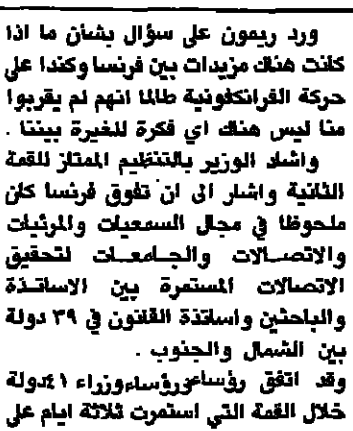 ورد ريمون على سؤال بشأن ما اذا
كانت هناك مزيدات بين فرنسا وكندا على
حركة الفرانكلونية طالما انهم لم يقربوا
منا ليس هناك اي فكرة للغيرة بيننا .
واشاد الوزير بالتنظيم الممتاز للقمة
الثانية واشار الى ان تفوق فرنسا كان
ملحوظا في مجال السمعيات والمرئيات
والاتصالات والجامعات لتحقيق
الاتصالات المستمرة بين الاساتذة
والباحثين واساتذة القانون في ٣٩ دولة
بين الشمال والجنوب .
وقد اتفق رؤساء ورؤساء وزراء ٤١ دولة
خلال القمة التي استمرت ثلاثة ايام على